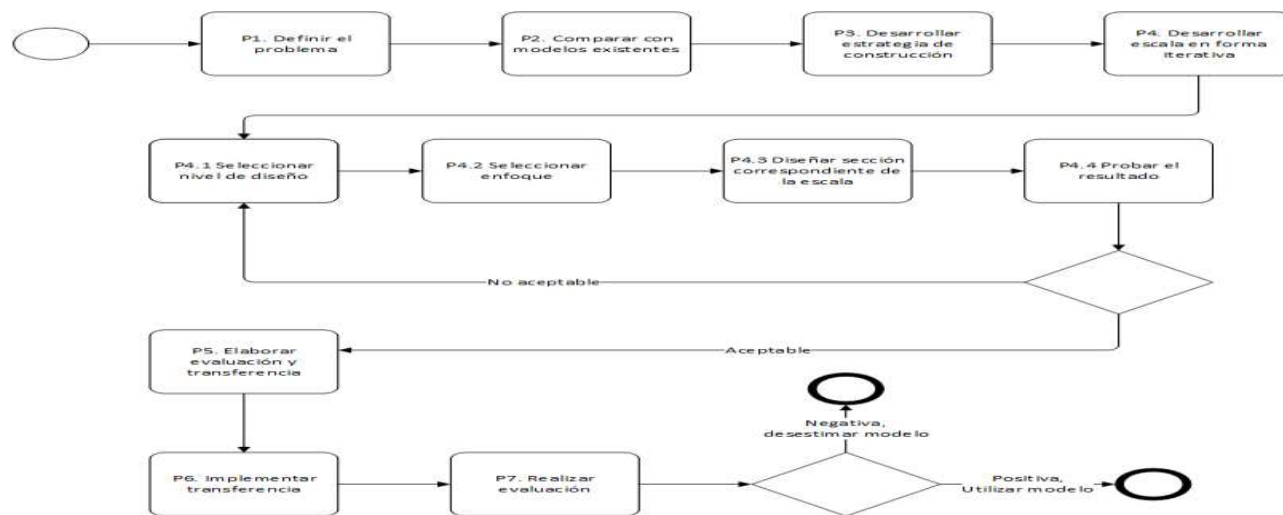 P1. Definir el
problema
P2. Comparar con
modelos existentes
P3. Desarrollar
estrategia de
construcción
P4. Desarrollar
escala en forma
iterativa
P4.1 Seleccionar
nivel de diseño
P4.2 Seleccionar
enfoque
P4.3 Diseñar sección
correspondiente de
la escala
P4.4 Probar el
resultado
No aceptable
Aceptable
P5. Elaborar
evaluación y
transferencia
Negativa,
desestimar modelo
P6. Implementar
transferencia
P7. Realizar
evaluación
Positiva,
Utilizar modelo